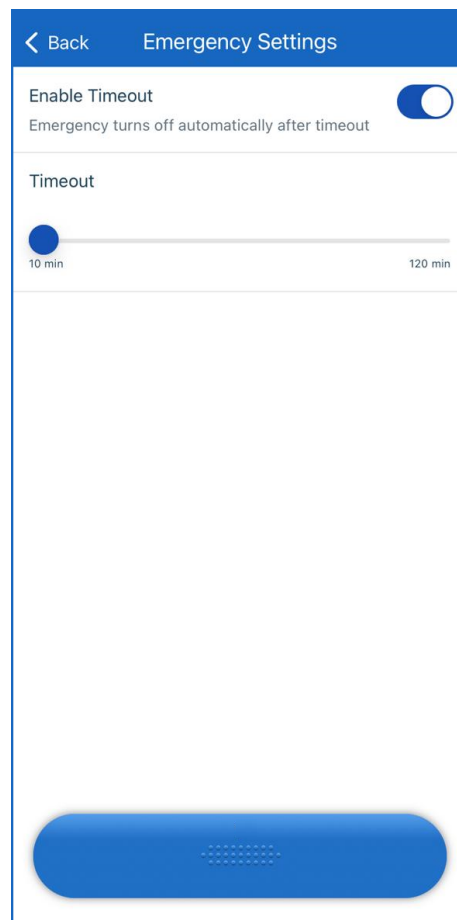 Back Emergency Settings
Enable Timeout
Emergency turns off automatically after timeout
Timeout
10 min 120 min